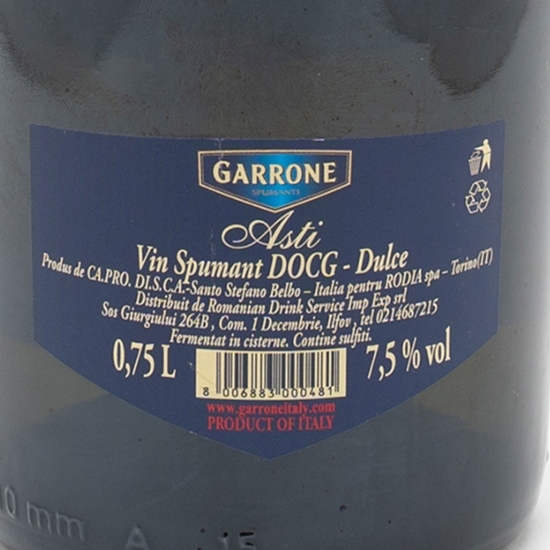 GARRONE
SPUMANTI
Asti
Vin Spumant DOCG - Dulce
Produs de CA.PRO. DI.S.C.A.-Santo Stefano Belbo – Italia pentru RODIA spa – Torino(IT)
Distribuit de Romanian Drink Service Imp Exp srl
Sos Giurgiului 264B , Com. 1 Decembrie, Ilfov , tel 0214687215
Fermentat in cisterne. Contine sulfiti.
0,75 L
7,5 % vol
8 006883 000481
www.garroneitaly.com
PRODUCT OF ITALY
0 mm A 15